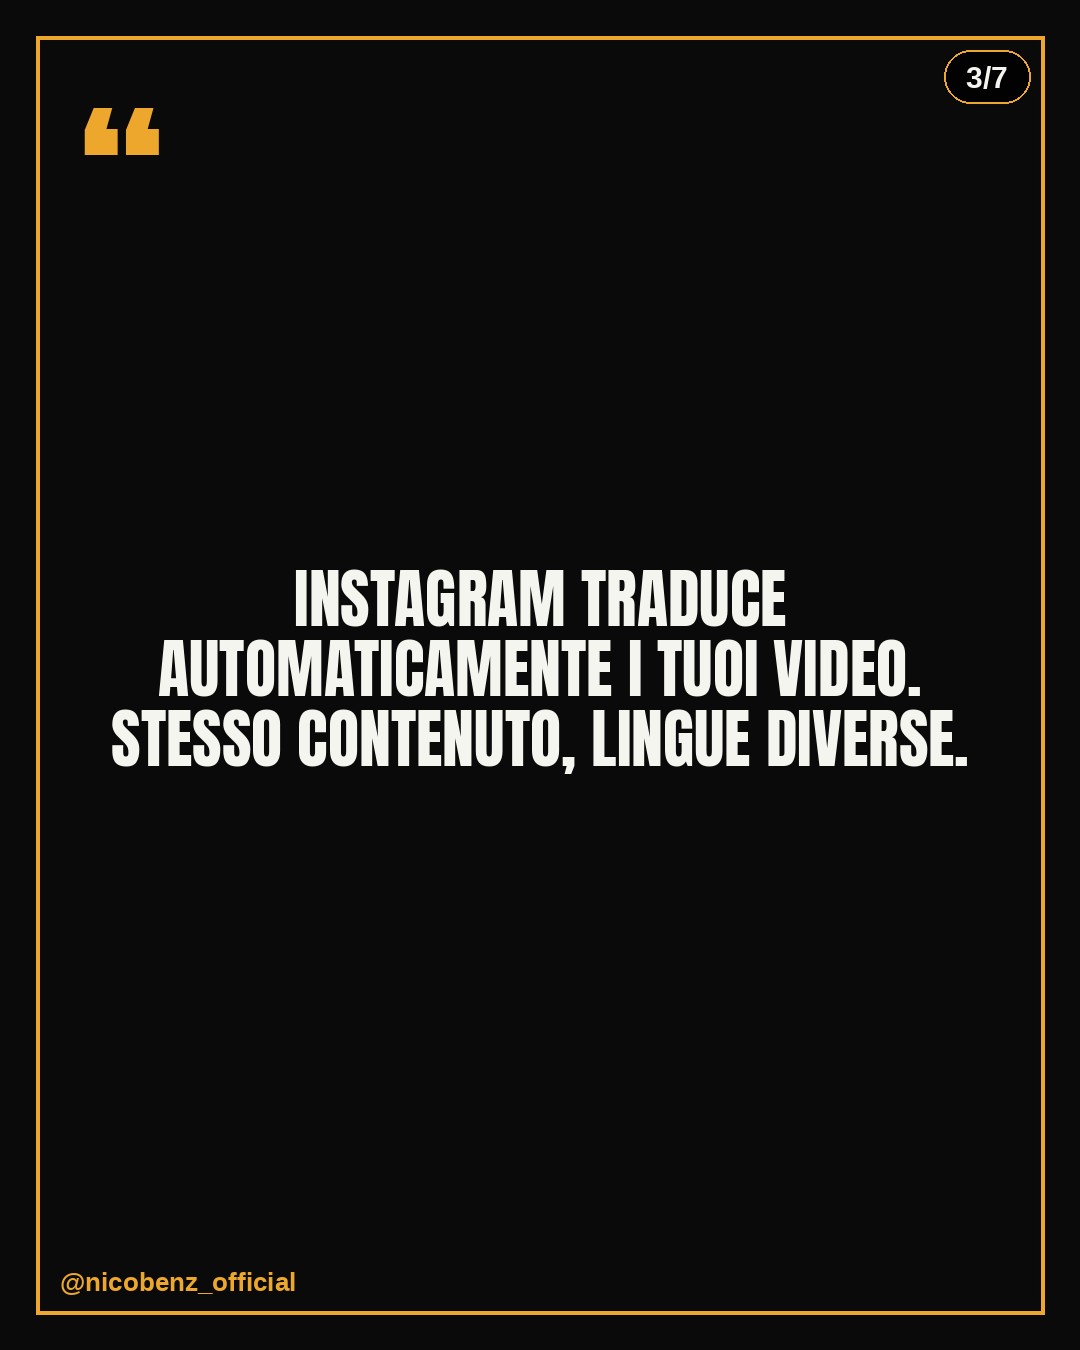 3/7
“
INSTAGRAM TRADUCE
AUTOMATICAMENTE I TUOI VIDEO.
STESSO CONTENUTO, LINGUE DIVERSE.
@nicobenz_official